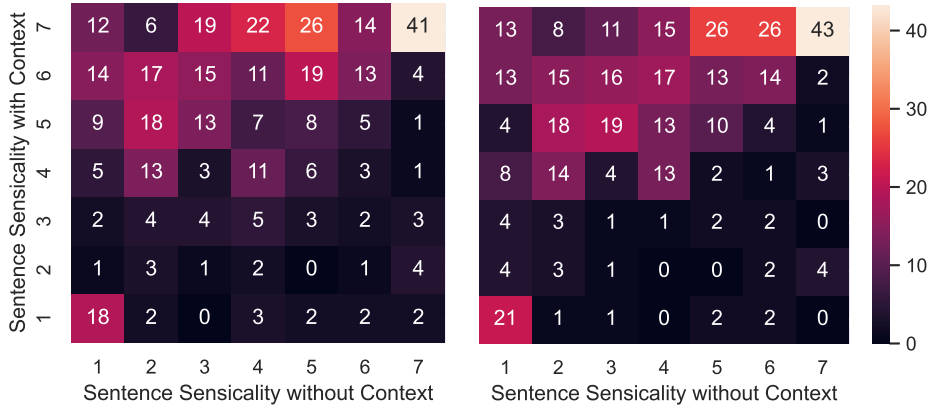 Sentence Sensicality with Context
7 12 6 19 22 26 14 41
6 14 17 15 11 19 13 4
5 9 18 13 7 8 5 1
4 5 13 3 11 6 3 1
3 2 4 4 5 3 2 3
2 1 3 1 2 0 1 4
1 18 2 0 3 2 2 2
1 2 3 4 5 6 7
Sentence Sensicality without Context
13 8 11 15 26 26 43
13 15 16 17 13 14 2
4 18 19 13 10 4 1
8 14 4 13 2 1 3
4 3 1 1 2 2 0
4 3 1 0 0 2 4
21 1 1 0 2 2 0
1 2 3 4 5 6 7
Sentence Sensicality without Context
40
30
20
10
0